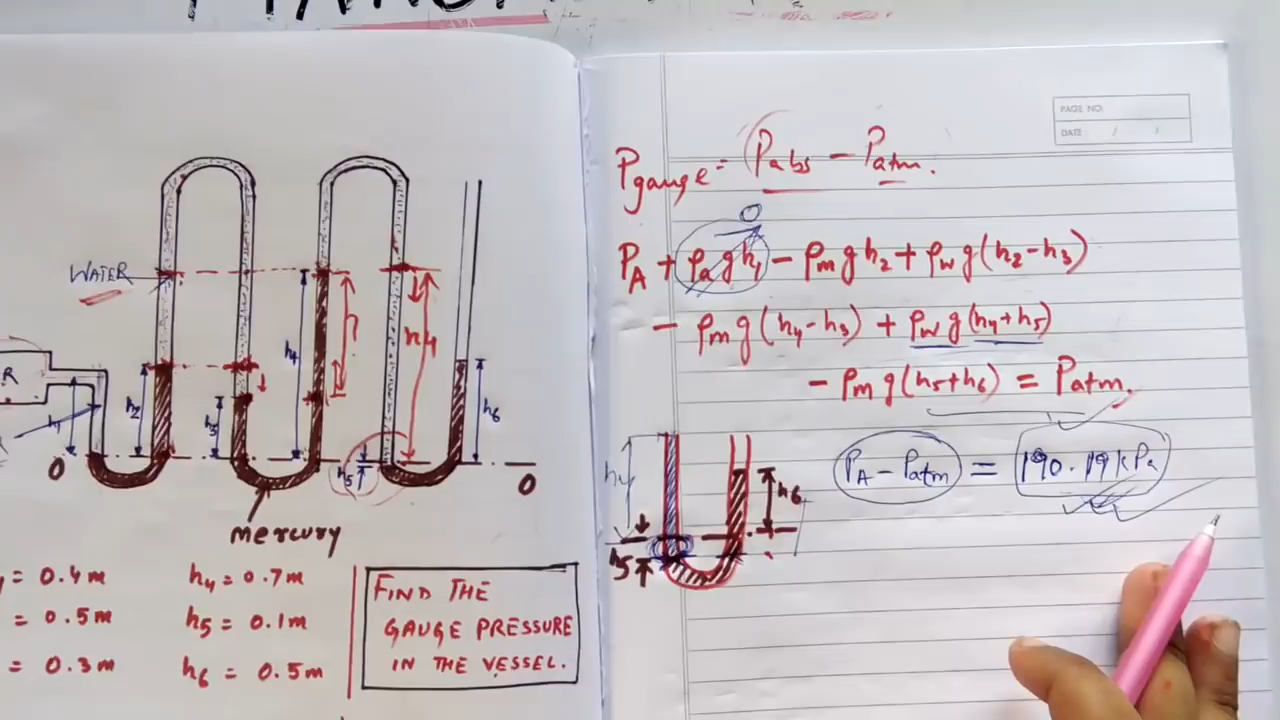 PAGE NO:
DATE / /
Pgauge = (Pabs - Patm.
0
PA + ρagh1 - ρmgh2 + ρwg(h2-h3)
- ρmg(h4-h3) + ρwg(h4+h5)
- ρmg(h5+h6) = Patm.
PA - Patm = 190.19kPa
WATER
R
h1
h2
h3
h4
h
h4
h5
h6
0
0
mercury
h4
h5
h6
= 0.4m h4 = 0.7m
= 0.5m h5 = 0.1m
= 0.3m h6 = 0.5m
FIND THE
GAUGE PRESSURE
IN THE VESSEL.